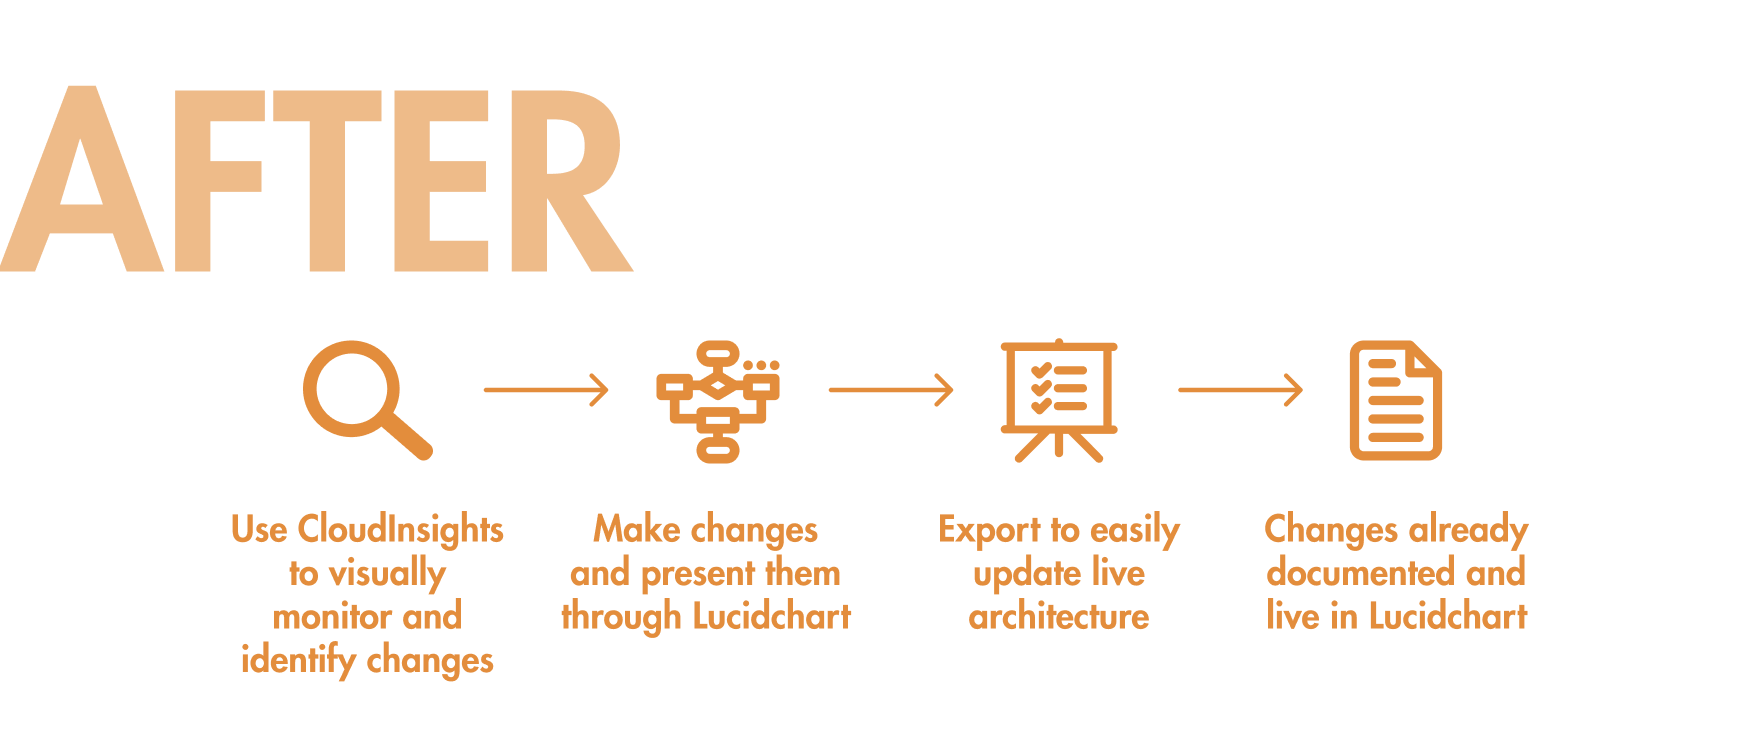 AFTER
Use CloudInsights
to visually
monitor and
identify changes
Make changes
and present them
through Lucidchart
Export to easily
update live
architecture
Changes already
documented and
live in Lucidchart